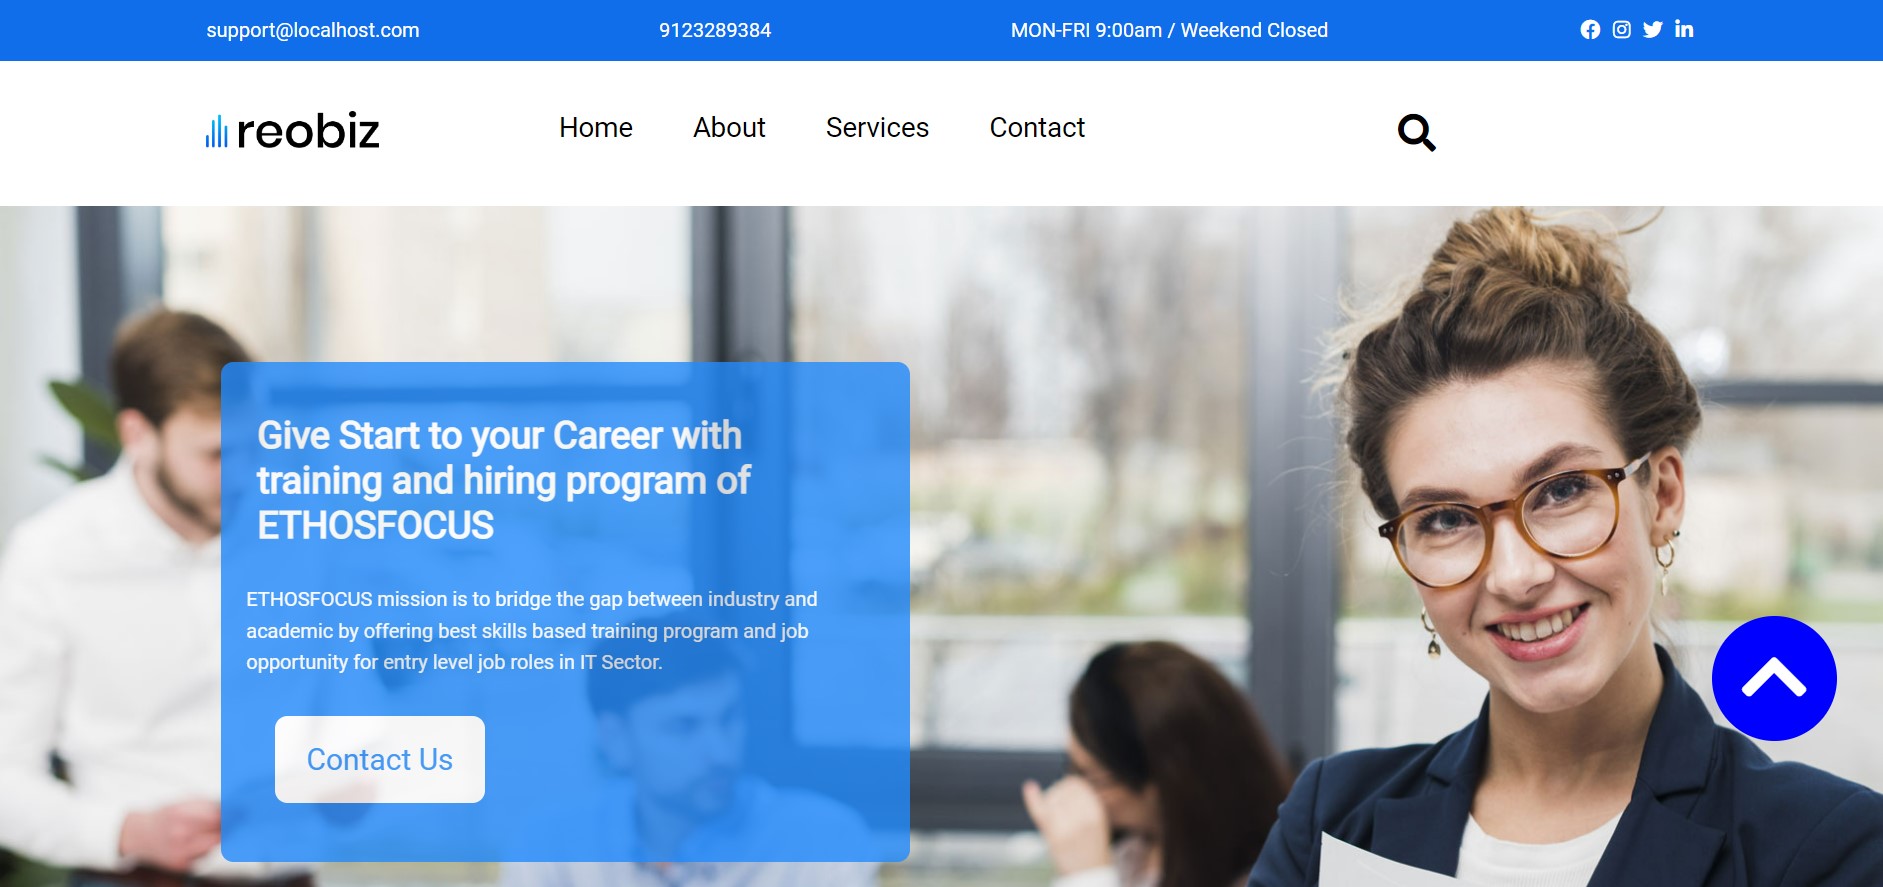 support@localhost.com
9123289384
MON-FRI 9:00am / Weekend Closed
reobiz
Home
About
Services
Contact
Give Start to your Career with
training and hiring program of
ETHOSFOCUS
ETHOSFOCUS mission is to bridge the gap between industry and
academic by offering best skills based training program and job
opportunity for entry level job roles in IT Sector.
Contact Us